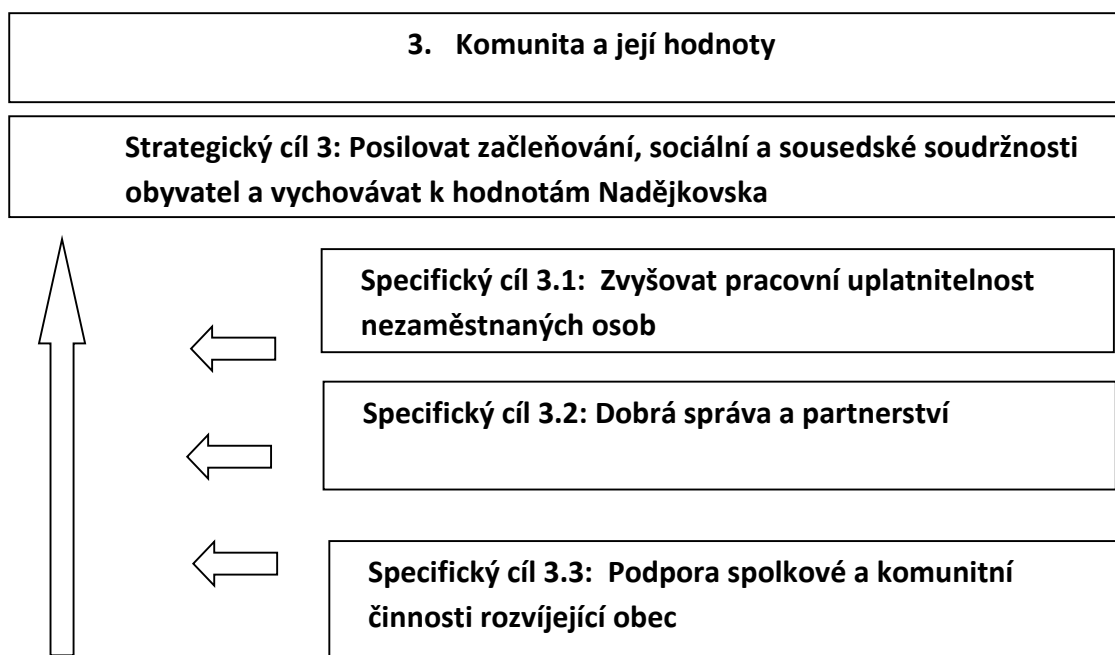 3. Komunita a její hodnoty
Strategický cíl 3: Posilovat začleňování, sociální a sousedské soudržnosti
obyvatel a vychovávat k hodnotám Nadějkovska
Specifický cíl 3.1: Zvyšovat pracovní uplatnitelnost
nezaměstnaných osob
Specifický cíl 3.2: Dobrá správa a partnerství
Specifický cíl 3.3: Podpora spolkové a komunitní
činnosti rozvíjející obec